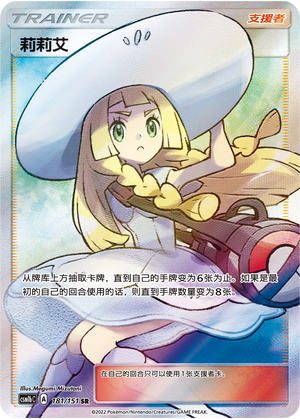 TRAINER 支援者
莉莉艾
从牌库上方抽取卡牌，直到自己的手牌变为6张为止。如果是最
初的自己的回合使用的话，则直到手牌数量变为8张。
Illus.Megumi Mizutani
csm1bC A 181/151 SR
在自己的回合只可以使用1张支援者卡。
©2022 Pokémon/Nintendo/Creatures/GAME FREAK.